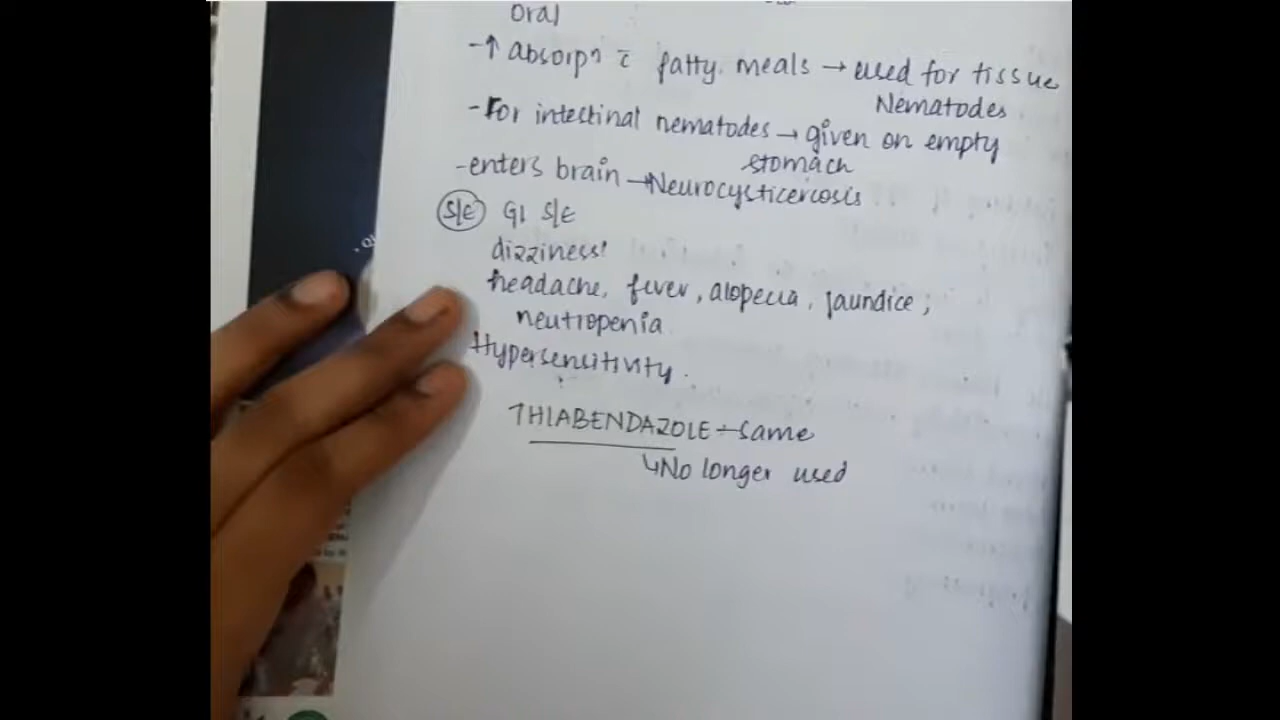 oral
-↑ absorpⁿ c̄ fatty meals → used for tissue
Nematodes
-For intestinal nematodes → given on empty
stomach
-enters brain → Neurocysticercosis
S/E GI S/E
dizziness
headache, fever, alopecia, jaundice,
neutropenia
Hypersensitivity.
THIABENDAZOLE - same
↳No longer used